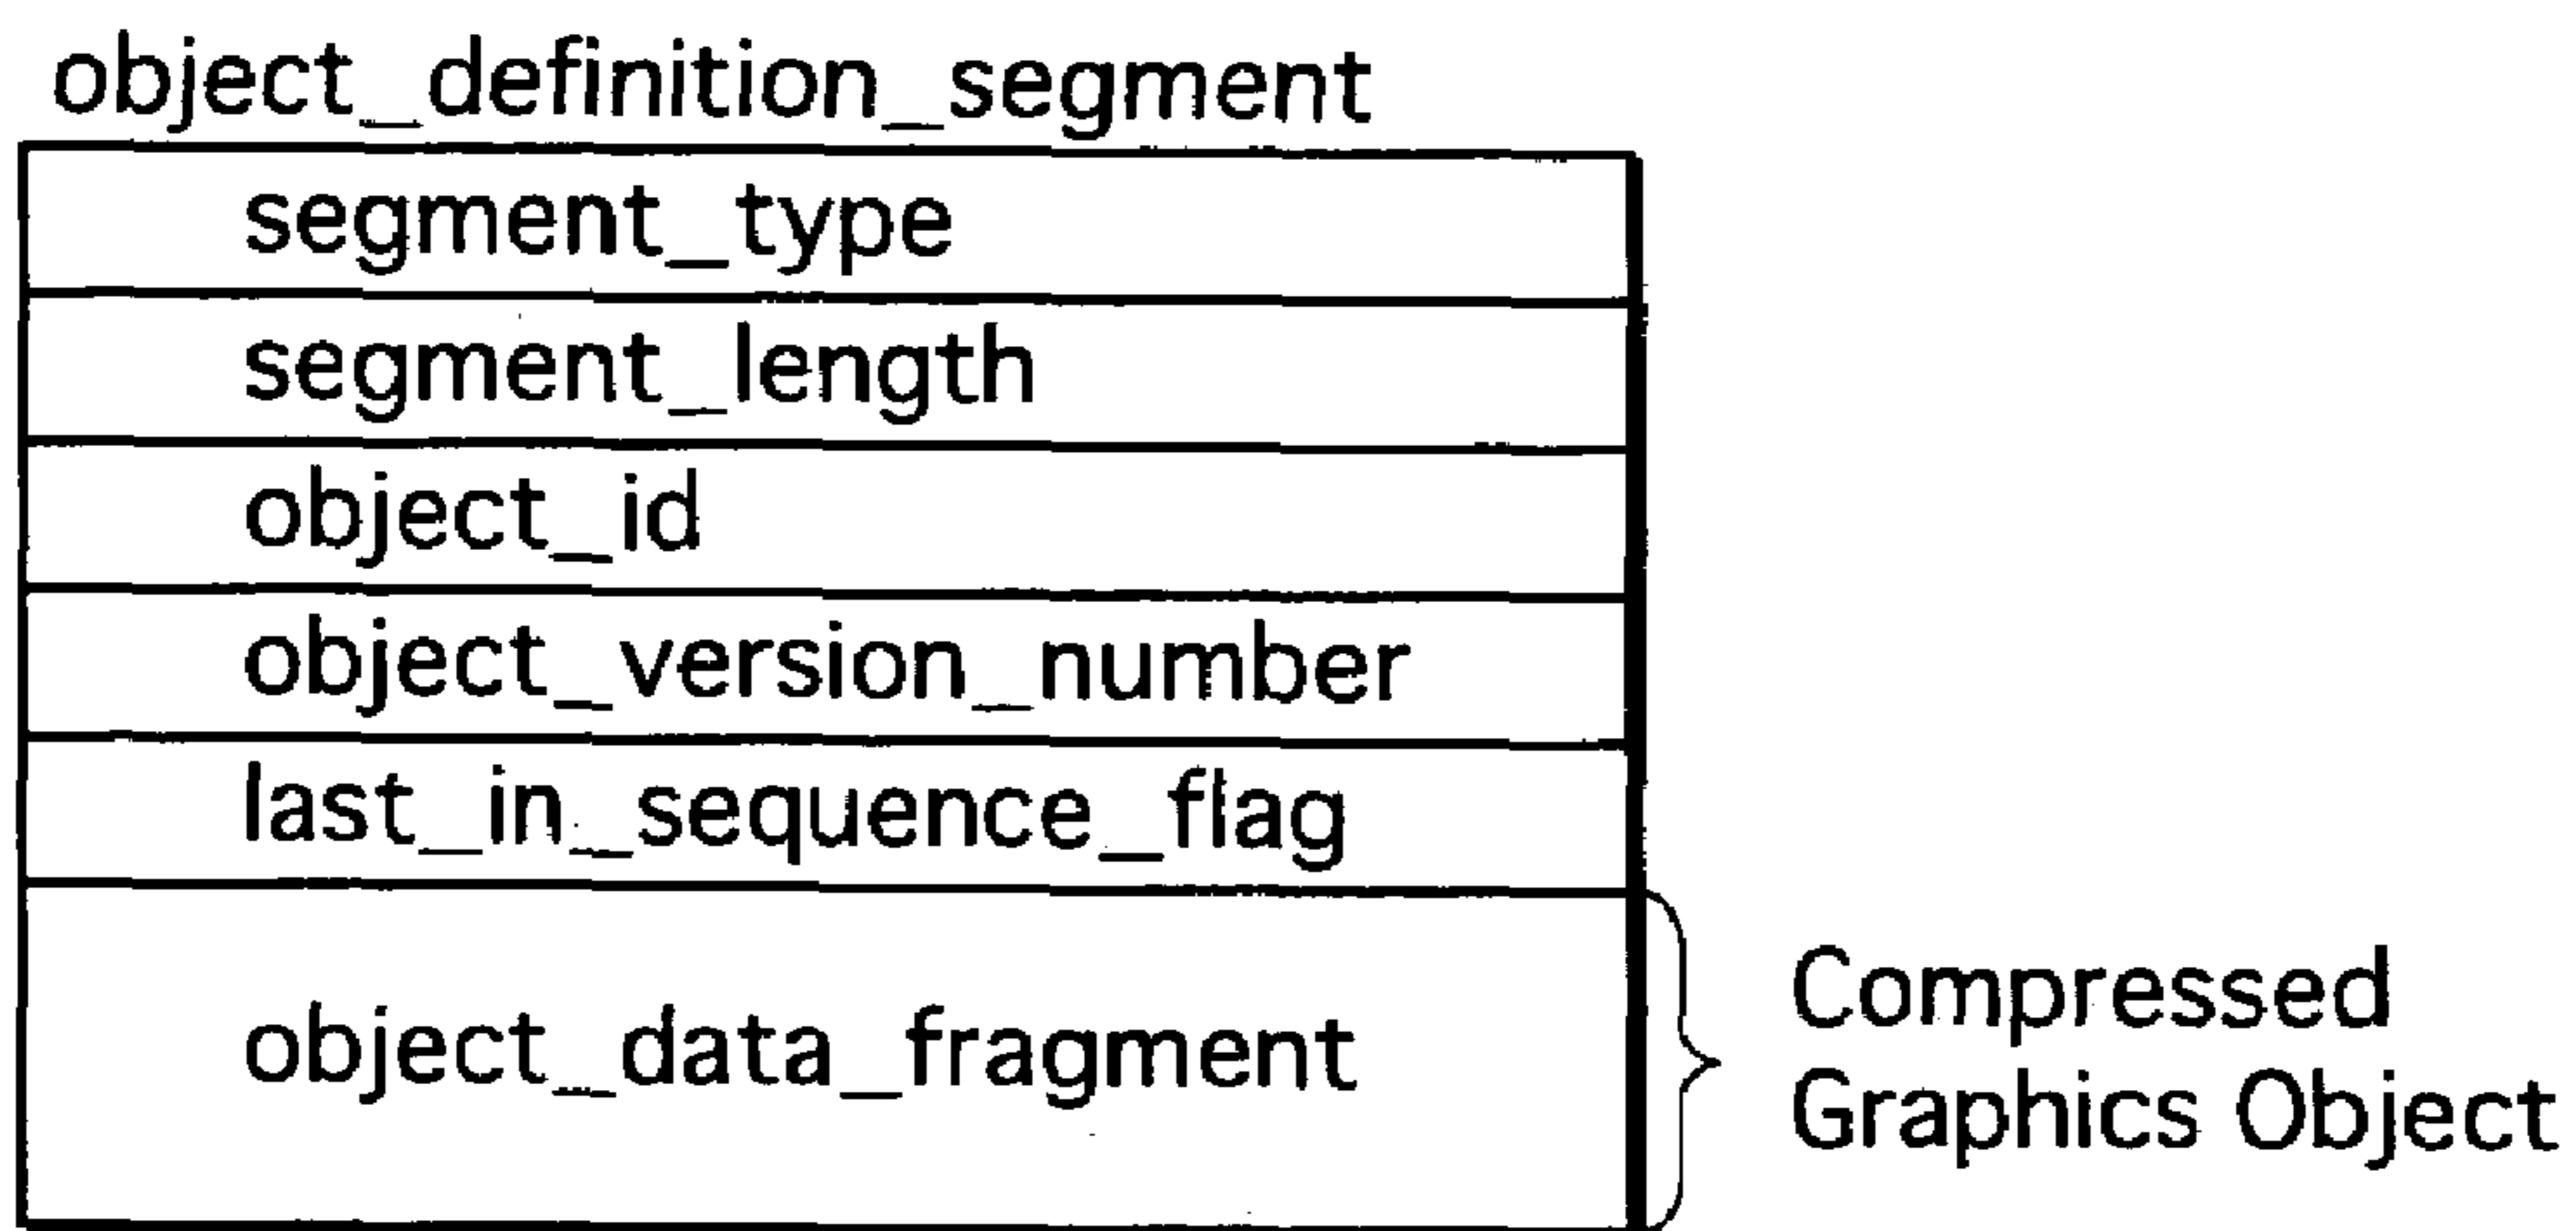 object_definition_segment
segment_type
segment_length
object_id
object_version_number
last_in_sequence_flag
object_data_fragment
Compressed
Graphics Object